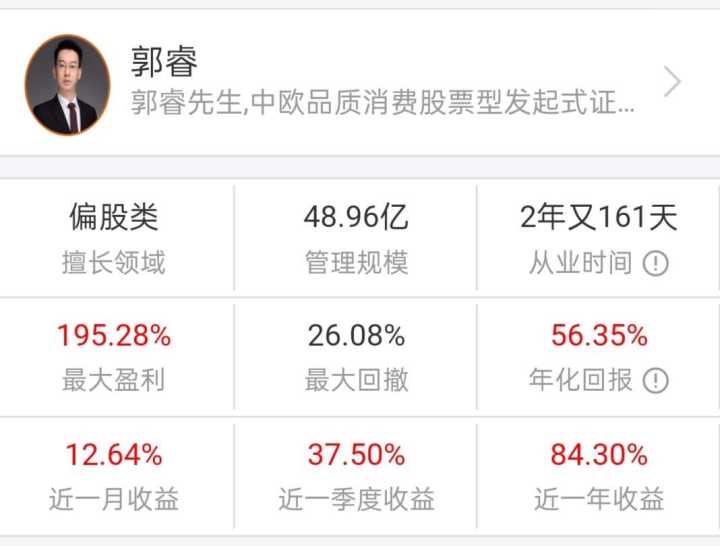 郭睿
郭睿先生,中欧品质消费股票型发起式证...
偏股类
48.96亿
2年又161天
擅长领域
管理规模
从业时间
195.28%
26.08%
56.35%
最大盈利
最大回撤
年化回报
12.64%
37.50%
84.30%
近一月收益
近一季度收益
近一年收益